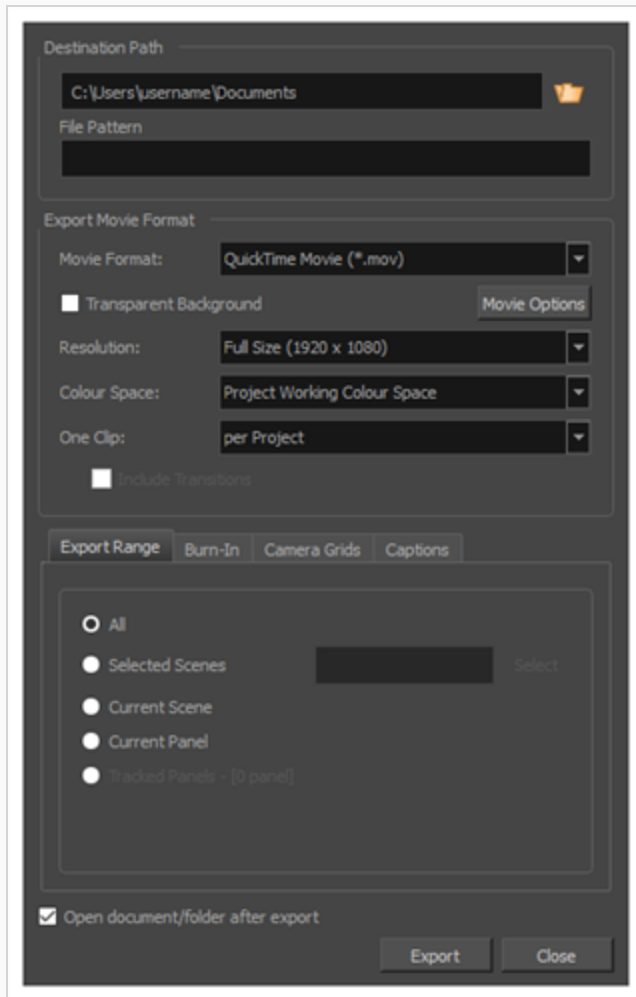 Destination Path
C:\Users\username\Documents
File Pattern
Export Movie Format
Movie Format: QuickTime Movie (*.mov)
Transparent Background Movie Options
Resolution: Full Size (1920 x 1080)
Colour Space: Project Working Colour Space
One Clip: per Project
Include Transitions
Export Range Burn-In Camera Grids Captions
All
Selected Scenes Select
Current Scene
Current Panel
Tracked Panels - [0 panel]
Open document/folder after export
Export Close